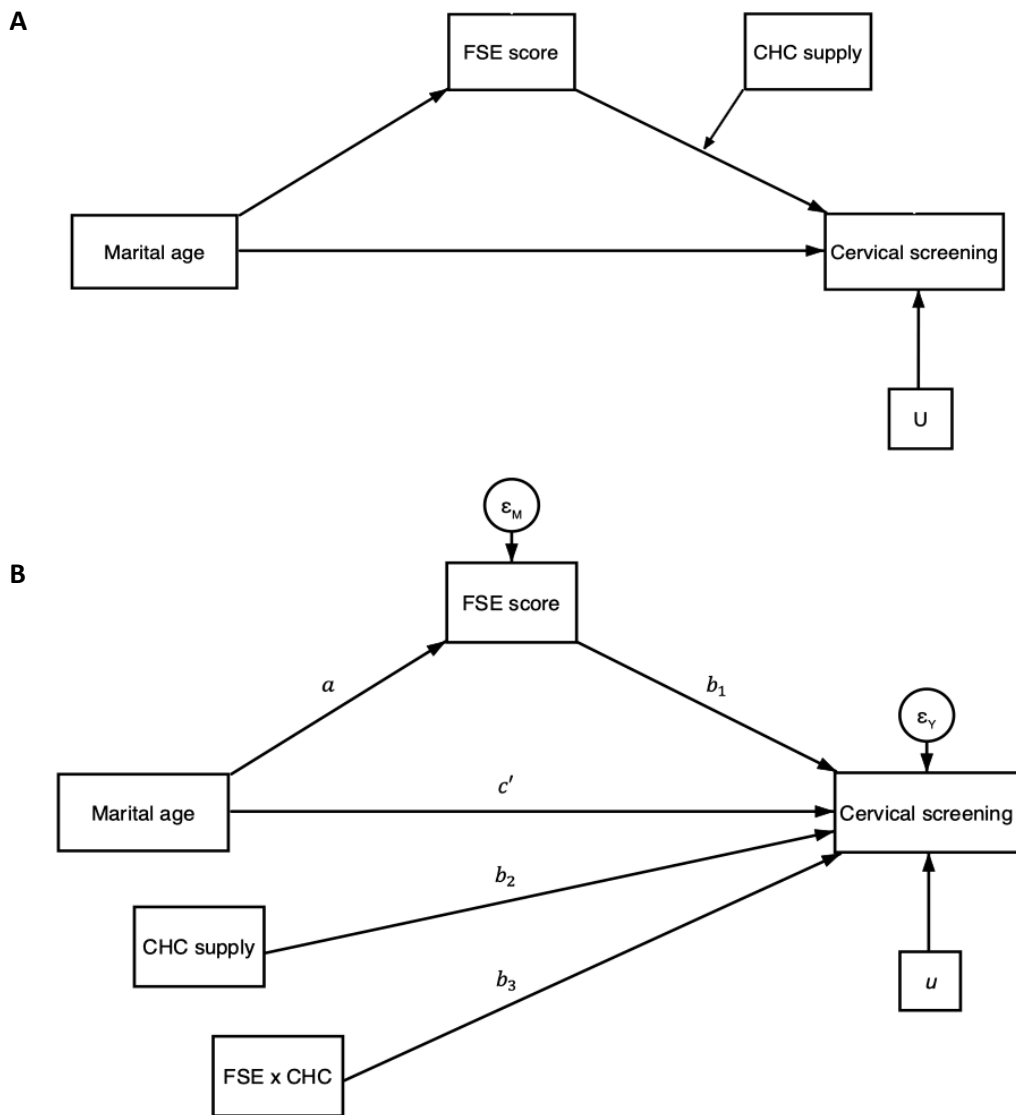 A
FSE score
CHC supply
Marital age
Cervical screening
U
B
εM
FSE score
a
b1
εY
Marital age
c′
Cervical screening
b2
CHC supply
b3
u
FSE x CHC